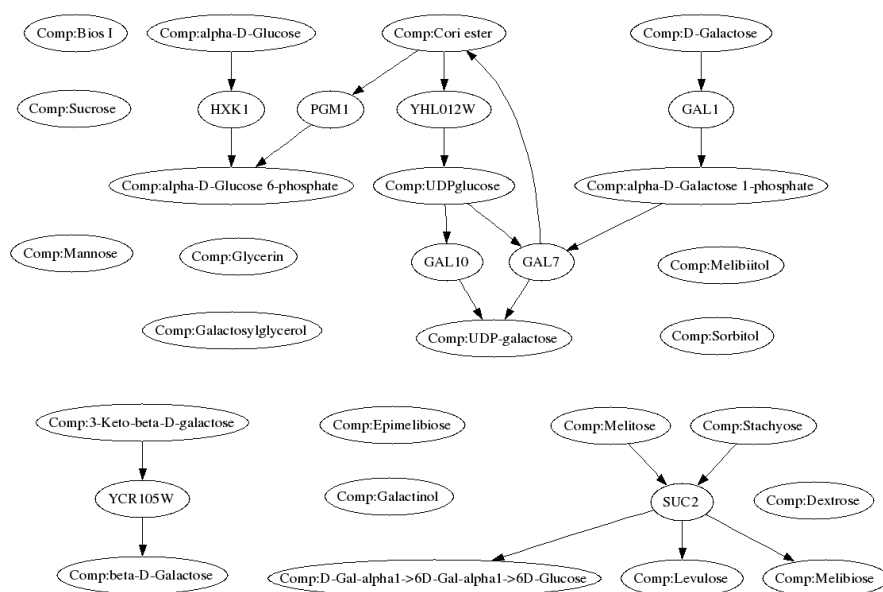 Comp:Bios I
Comp:alpha-D-Glucose
Comp:Cori ester
Comp:D-Galactose
Comp:Sucrose
HXK1
PGM1
YHL012W
GAL1
Comp:alpha-D-Glucose 6-phosphate
Comp:UDPglucose
Comp:alpha-D-Galactose 1-phosphate
Comp:Mannose
Comp:Glycerin
GAL10
GAL7
Comp:Melibiitol
Comp:Galactosylglycerol
Comp:UDP-galactose
Comp:Sorbitol
Comp:3-Keto-beta-D-galactose
Comp:Epimelibiose
Comp:Melitose
Comp:Stachyose
YCR105W
Comp:Galactinol
SUC2
Comp:Dextrose
Comp:beta-D-Galactose
Comp:D-Gal-alpha1->6D-Gal-alpha1->6D-Glucose
Comp:Levulose
Comp:Melibiose